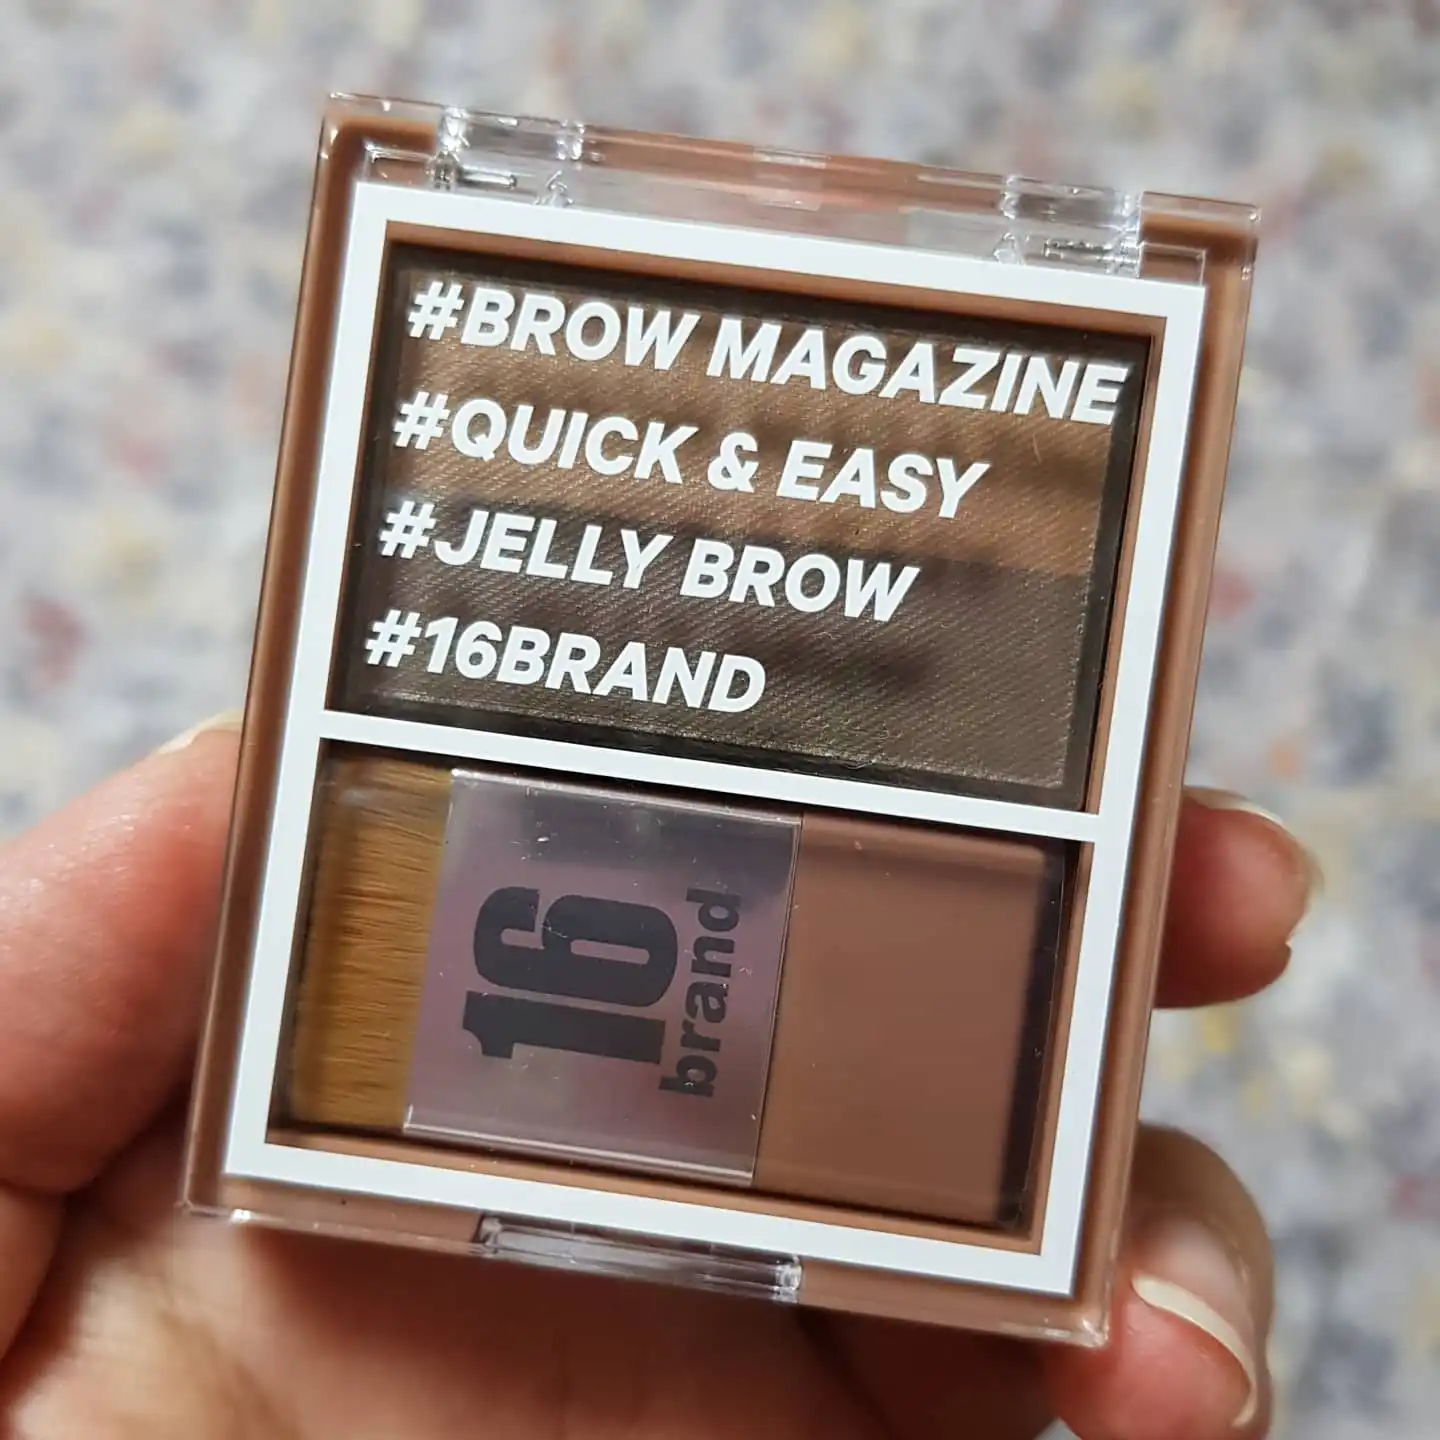 #BROW MAGAZINE
#QUICK & EASY
#JELLY BROW
#16BRAND
16
brand